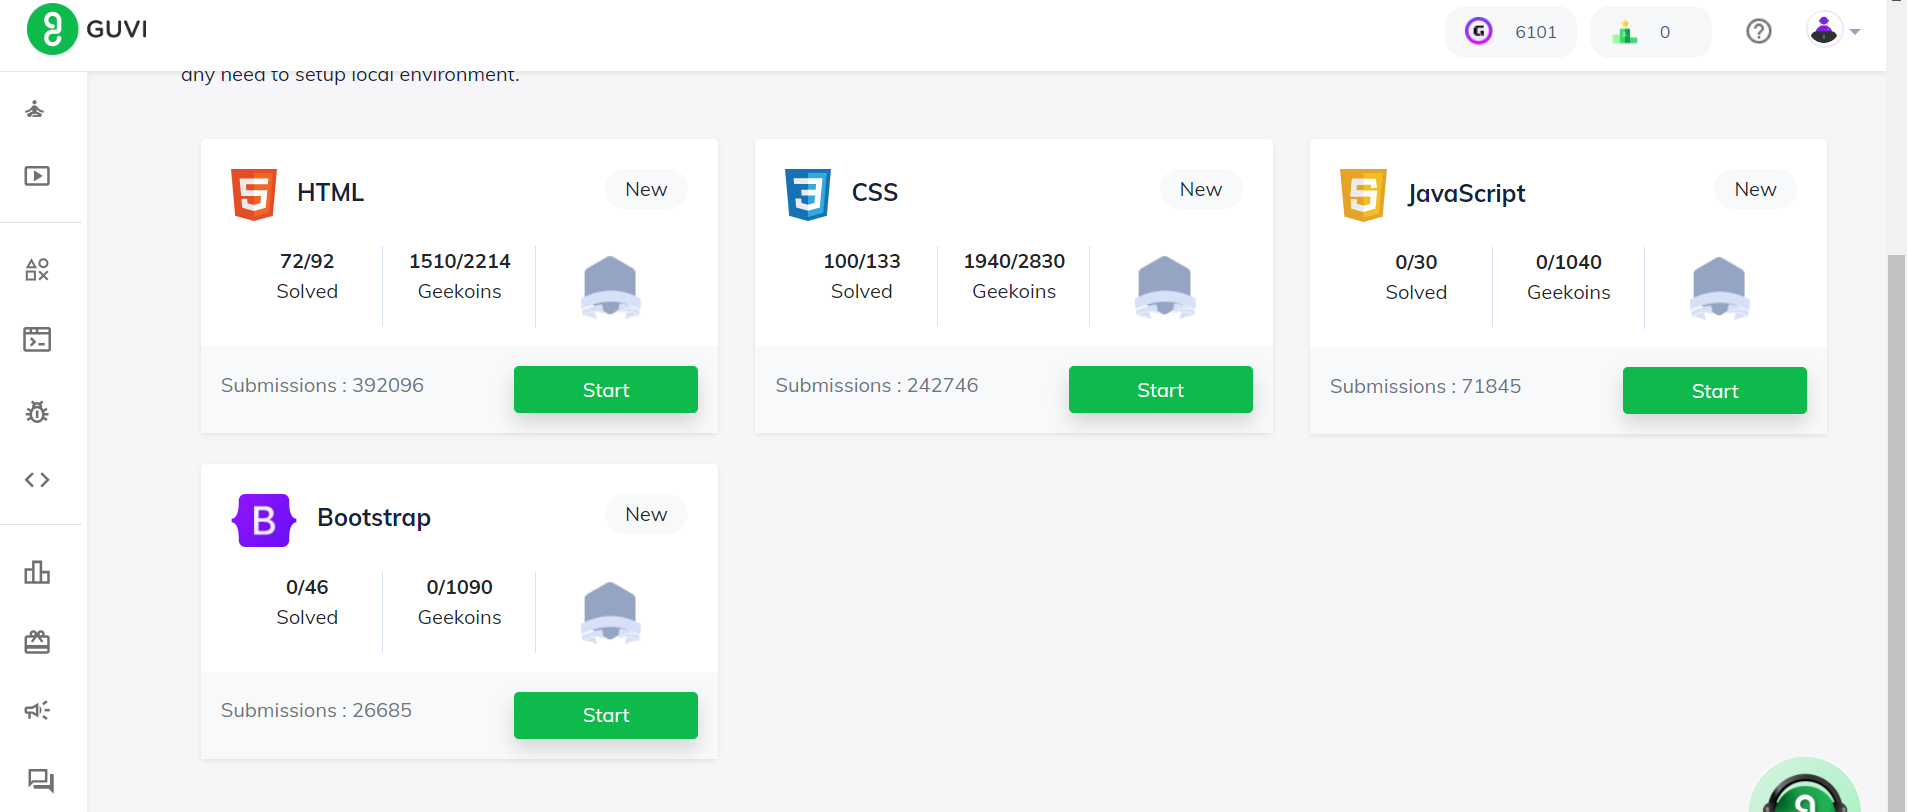 GUVI
6101
0
any need to setup local environment.
HTML
New
72/92
Solved
1510/2214
Geekoins
Submissions : 392096
Start
CSS
New
100/133
Solved
1940/2830
Geekoins
Submissions : 242746
Start
JavaScript
New
0/30
Solved
0/1040
Geekoins
Submissions : 71845
Start
Bootstrap
New
0/46
Solved
0/1090
Geekoins
Submissions : 26685
Start